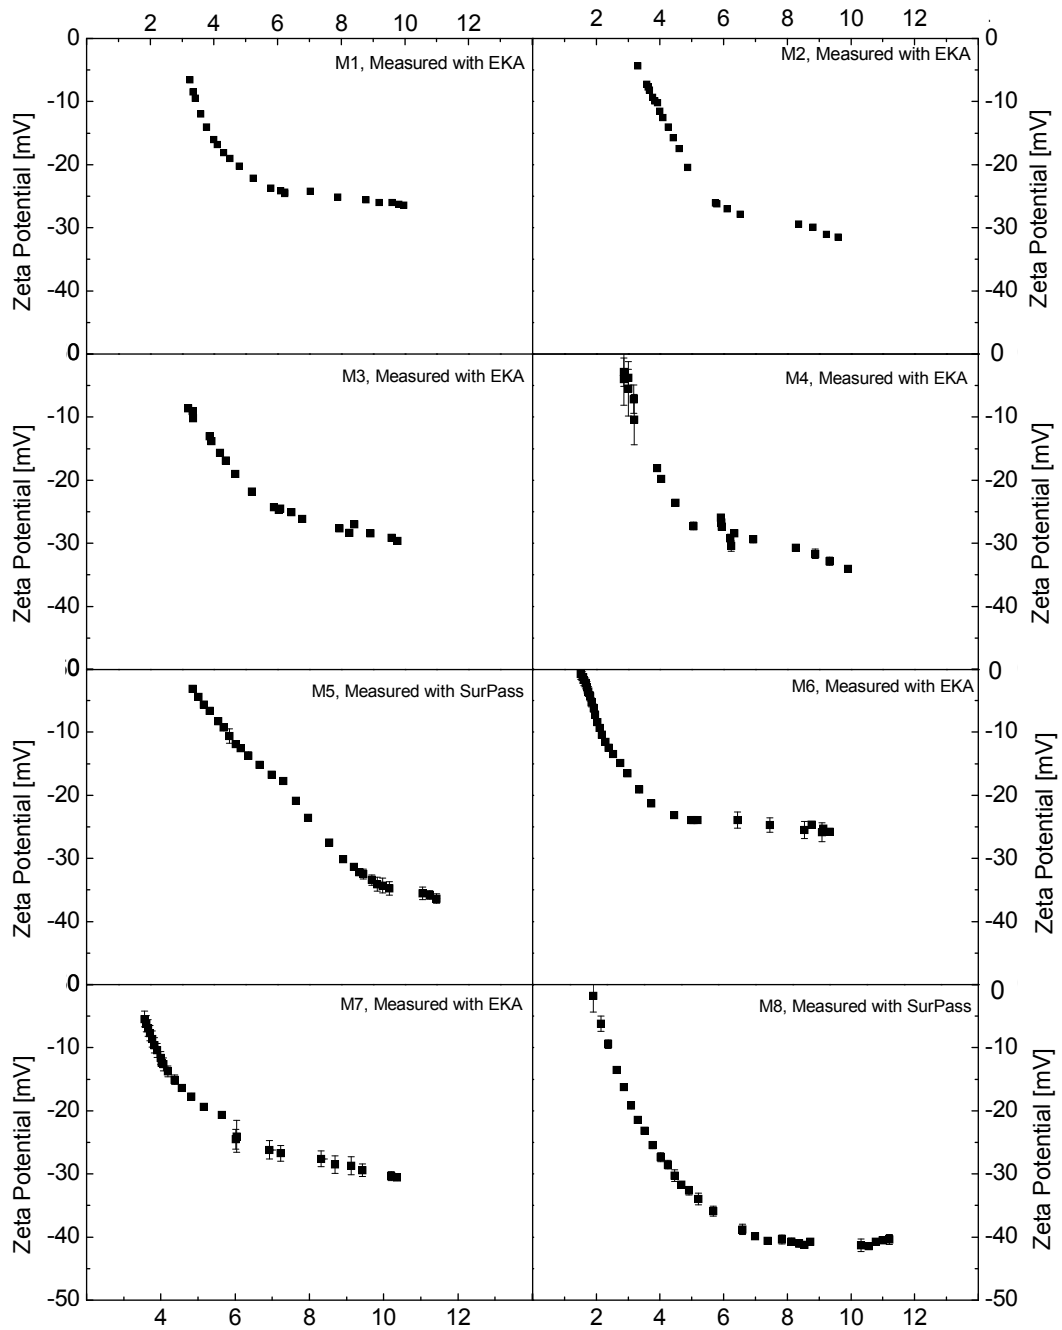 2 4 6 8 10 12 2 4 6 8 10 12
0 0
M1, Measured with EKA M2, Measured with EKA
-10 -10
Zeta Potential [mV] Zeta Potential [mV]
-20 -20
-30 -30
-40 -40
0 0
M3, Measured with EKA M4, Measured with EKA
-10 -10
Zeta Potential [mV] Zeta Potential [mV]
-20 -20
-30 -30
-40 -40
0 0
M5, Measured with SurPass M6, Measured with EKA
-10 -10
Zeta Potential [mV] Zeta Potential [mV]
-20 -20
-30 -30
-40 -40
0 0
M7, Measured with EKA M8, Measured with SurPass
-10 -10
Zeta Potential [mV] Zeta Potential [mV]
-20 -20
-30 -30
-40 -40
-50 -50
4 6 8 10 12 2 4 6 8 10 12